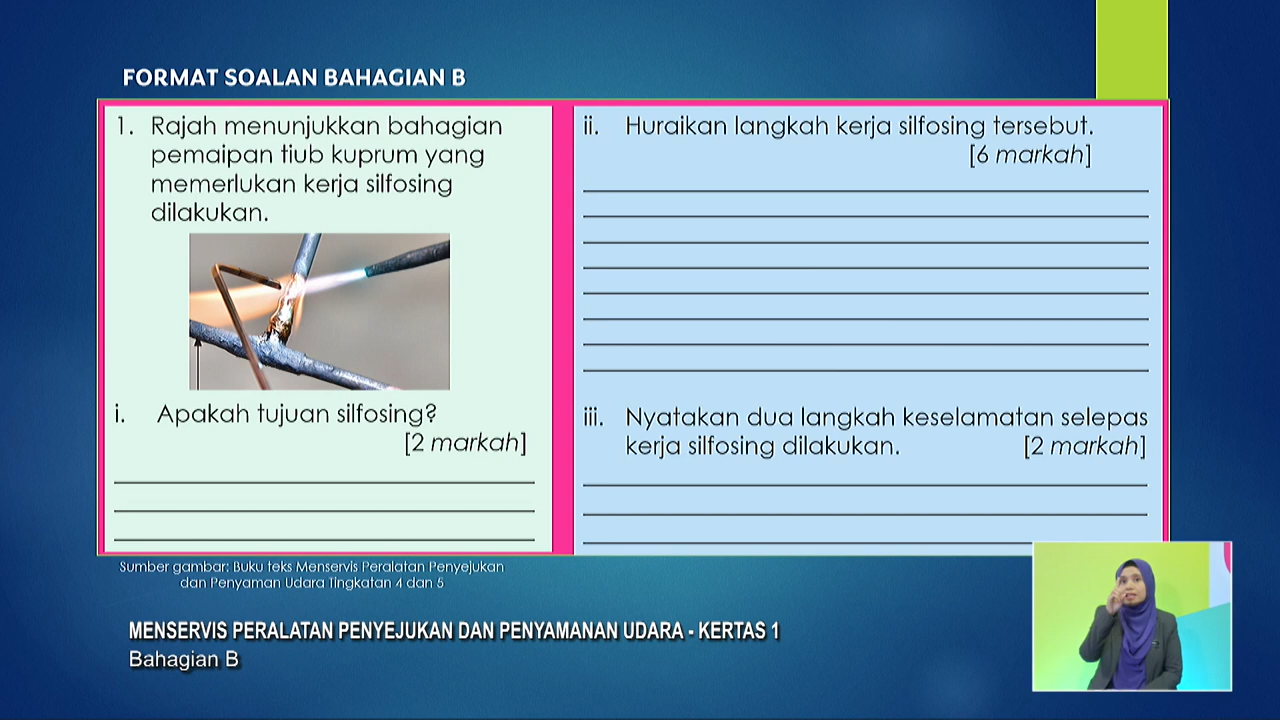 FORMAT SOALAN BAHAGIAN B
1. Rajah menunjukkan bahagian
pemaipan tiub kuprum yang
memerlukan kerja silfosing
dilakukan.
i. Apakah tujuan silfosing?
[2 markah]
ii. Huraikan langkah kerja silfosing tersebut.
[6 markah]
iii. Nyatakan dua langkah keselamatan selepas
kerja silfosing dilakukan. [2 markah]
Sumber gambar: Buku teks Menservis Peralatan Penyejukan
dan Penyaman Udara Tingkatan 4 dan 5
MENSERVIS PERALATAN PENYEJUKAN DAN PENYAMANAN UDARA - KERTAS 1
Bahagian B